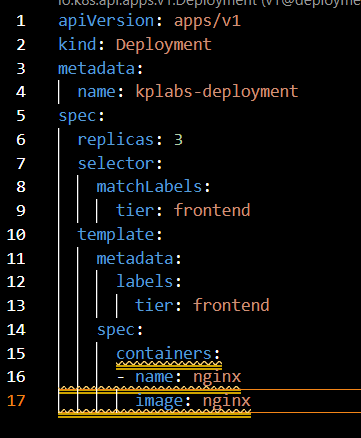 io.k8s.api.apps.v1.Deployment (v1@deployme
1 apiVersion: apps/v1
2 kind: Deployment
3 metadata:
4   name: kplabs-deployment
5 spec:
6   replicas: 3
7   selector:
8     matchLabels:
9       tier: frontend
10   template:
11     metadata:
12       labels:
13         tier: frontend
14     spec:
15       containers:
16       - name: nginx
17         image: nginx